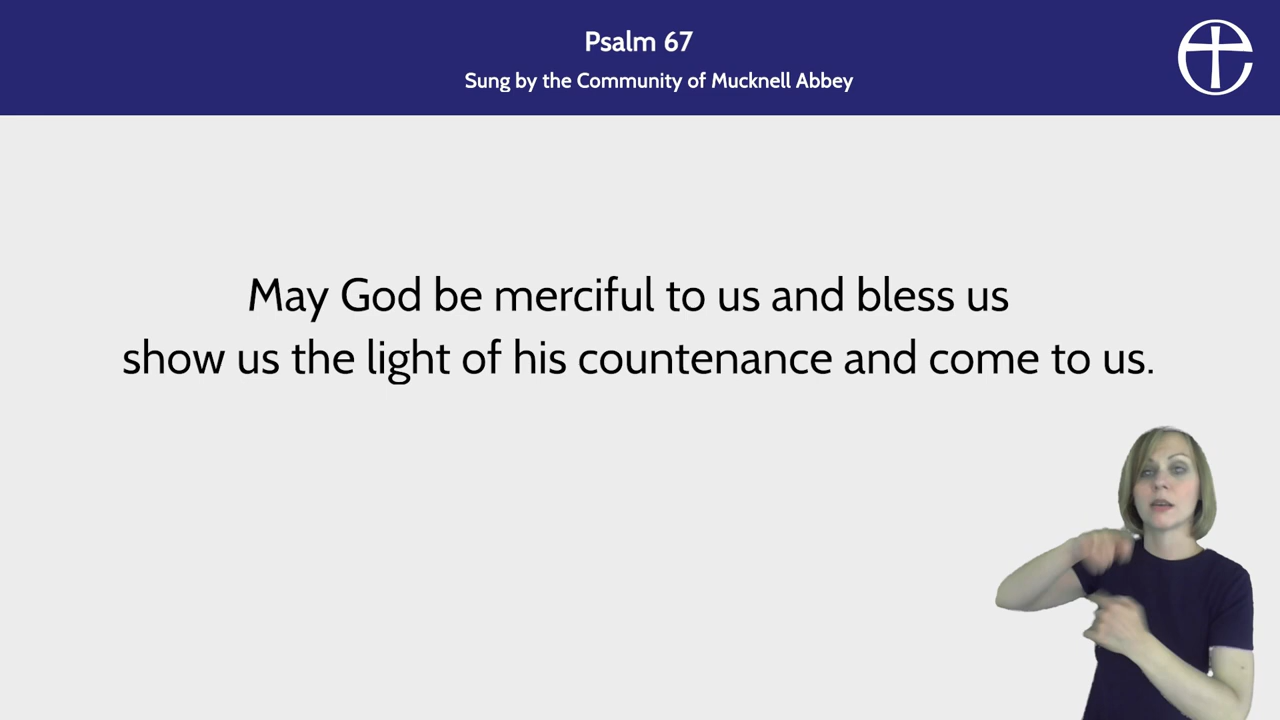 Psalm 67
Sung by the Community of Mucknell Abbey
May God be merciful to us and bless us
show us the light of his countenance and come to us.